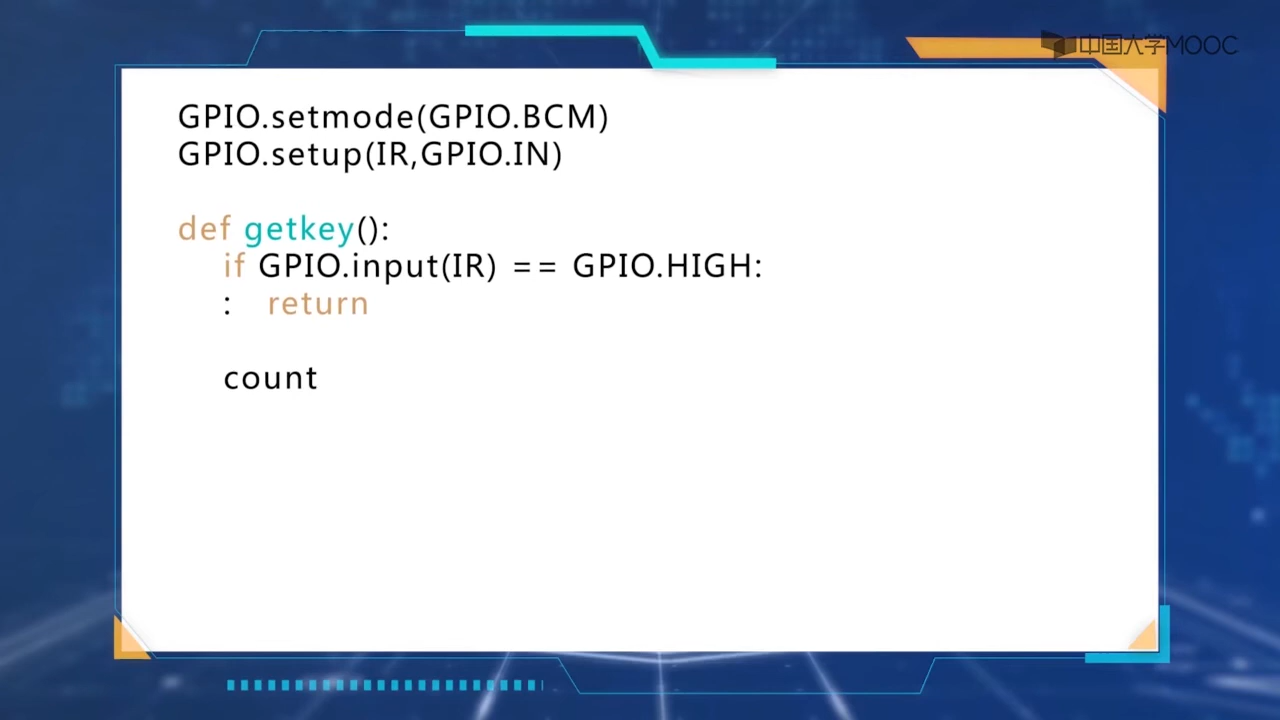 中国大学MOOC
GPIO.setmode(GPIO.BCM)
GPIO.setup(IR,GPIO.IN)
def getkey():
if GPIO.input(IR) == GPIO.HIGH:
: return
count